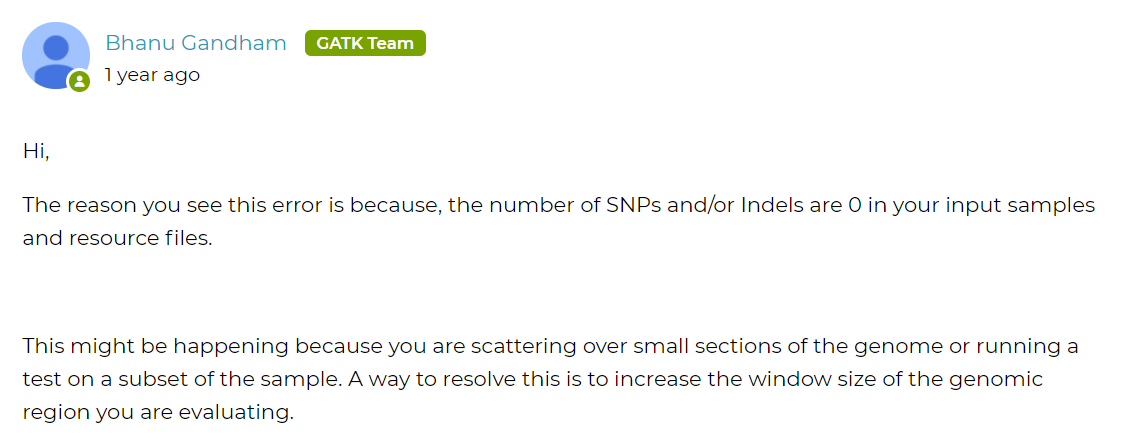 Bhanu Gandham GATK Team
1 year ago
Hi,
The reason you see this error is because, the number of SNPs and/or Indels are 0 in your input samples
and resource files.
This might be happening because you are scattering over small sections of the genome or running a
test on a subset of the sample. A way to resolve this is to increase the window size of the genomic
region you are evaluating.